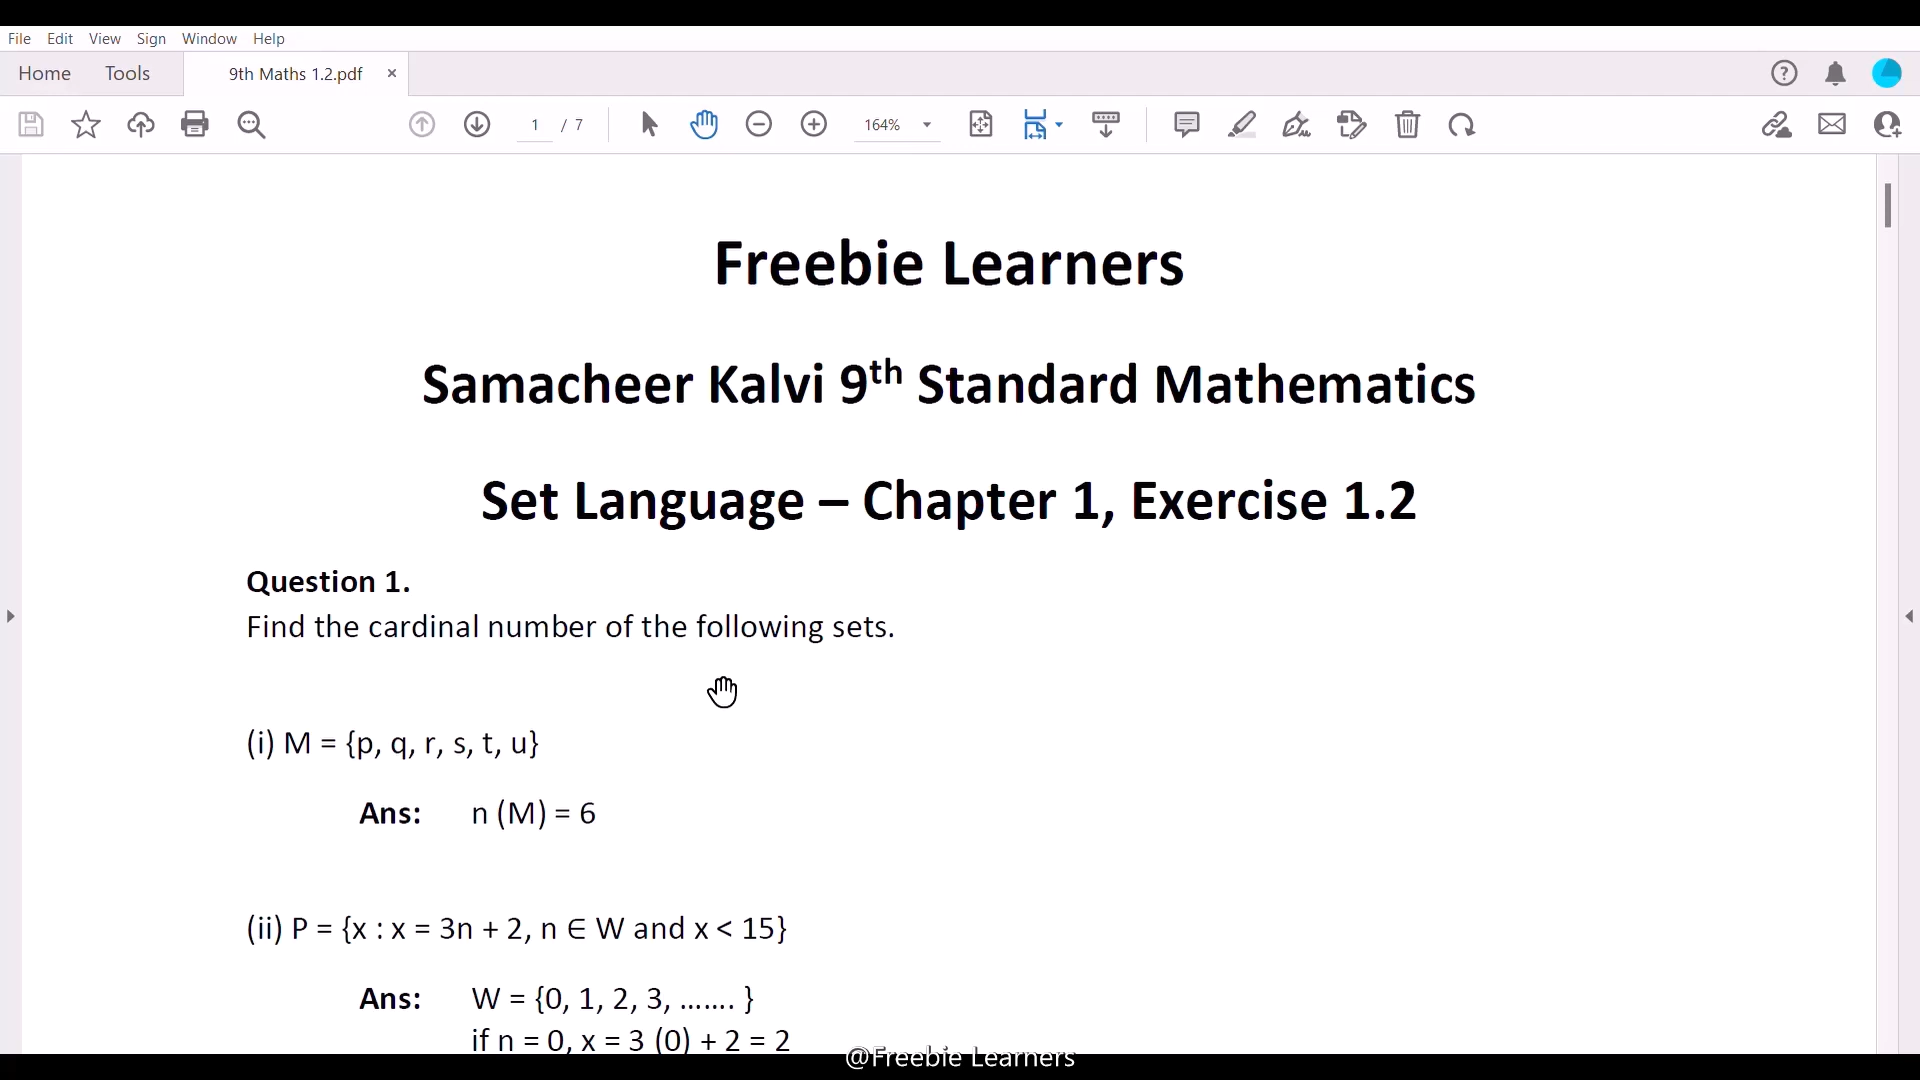 File Edit View Sign Window Help
Home Tools 9th Maths 1.2.pdf ×
1 / 7 164%
Freebie Learners
Samacheer Kalvi 9th Standard Mathematics
Set Language – Chapter 1, Exercise 1.2
Question 1.
Find the cardinal number of the following sets.
(i) M = {p, q, r, s, t, u}
Ans: n (M) = 6
(ii) P = {x : x = 3n + 2, n ∈ W and x < 15}
Ans: W = {0, 1, 2, 3, ....... }
if n = 0, x = 3 (0) + 2 = 2
@Freebie Learners